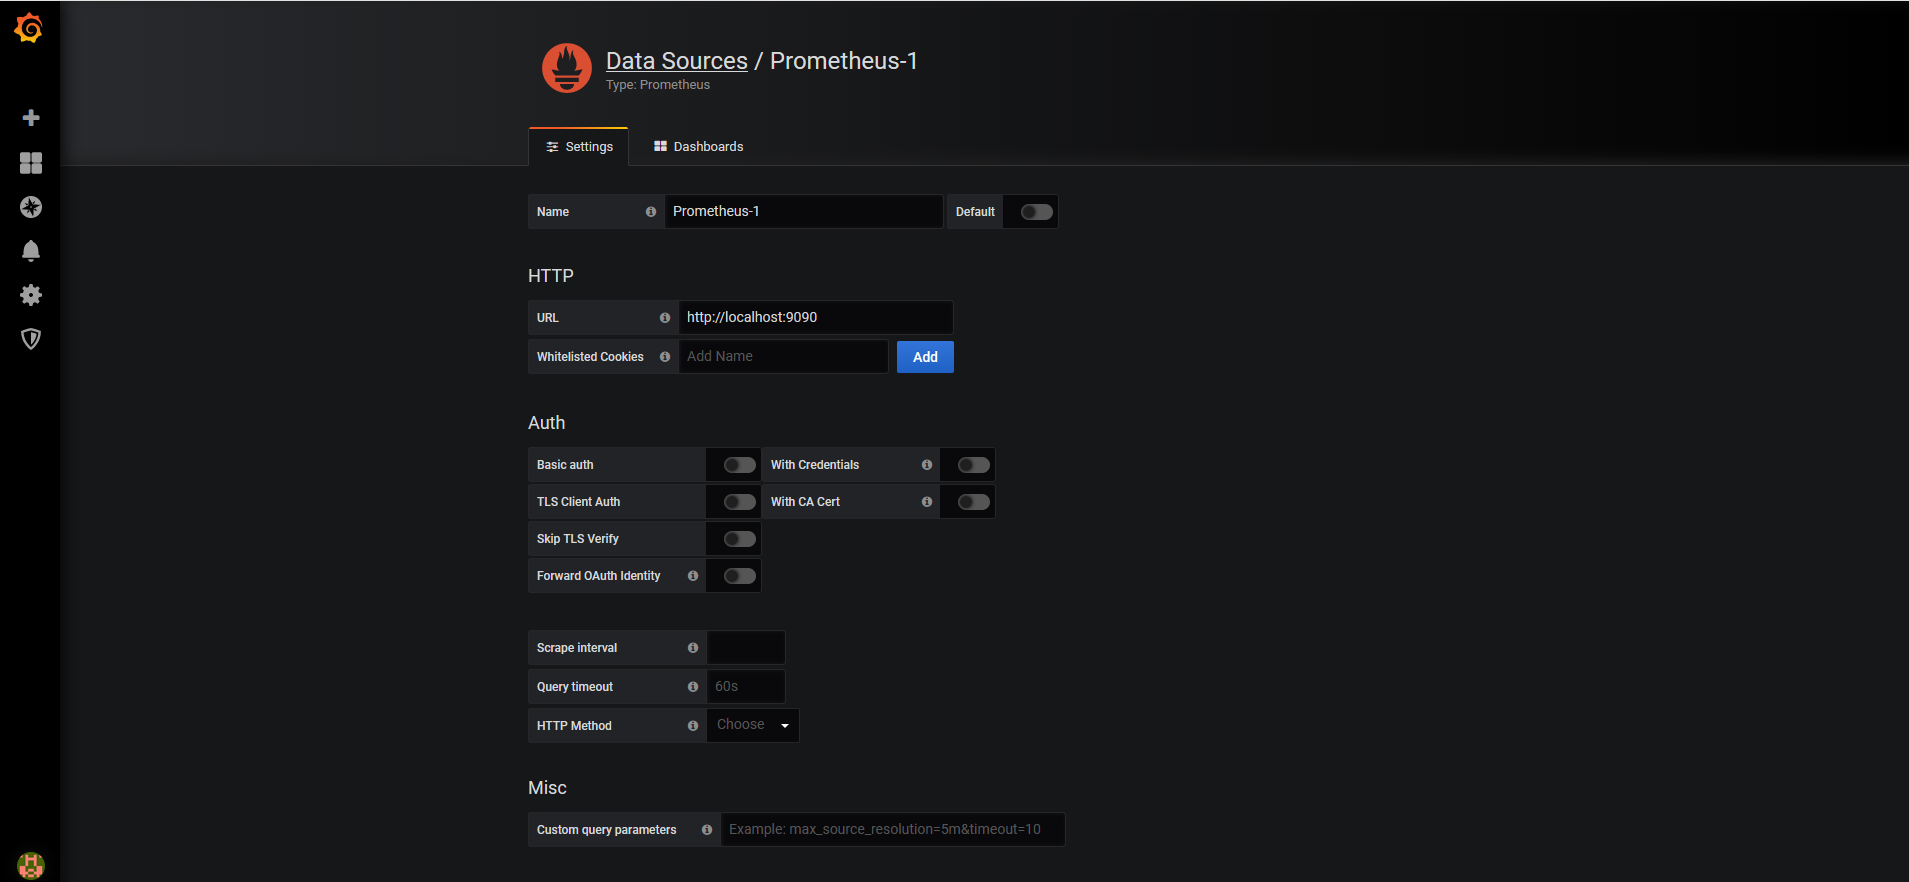 Data Sources / Prometheus-1
Type: Prometheus
Settings
Dashboards
Name
Prometheus-1
Default
HTTP
URL
http://localhost:9090
Whitelisted Cookies
Add Name
Add
Auth
Basic auth
With Credentials
TLS Client Auth
With CA Cert
Skip TLS Verify
Forward OAuth Identity
Scrape interval
Query timeout
60s
HTTP Method
Choose
Misc
Custom query parameters
Example: max_source_resolution=5m&timeout=10